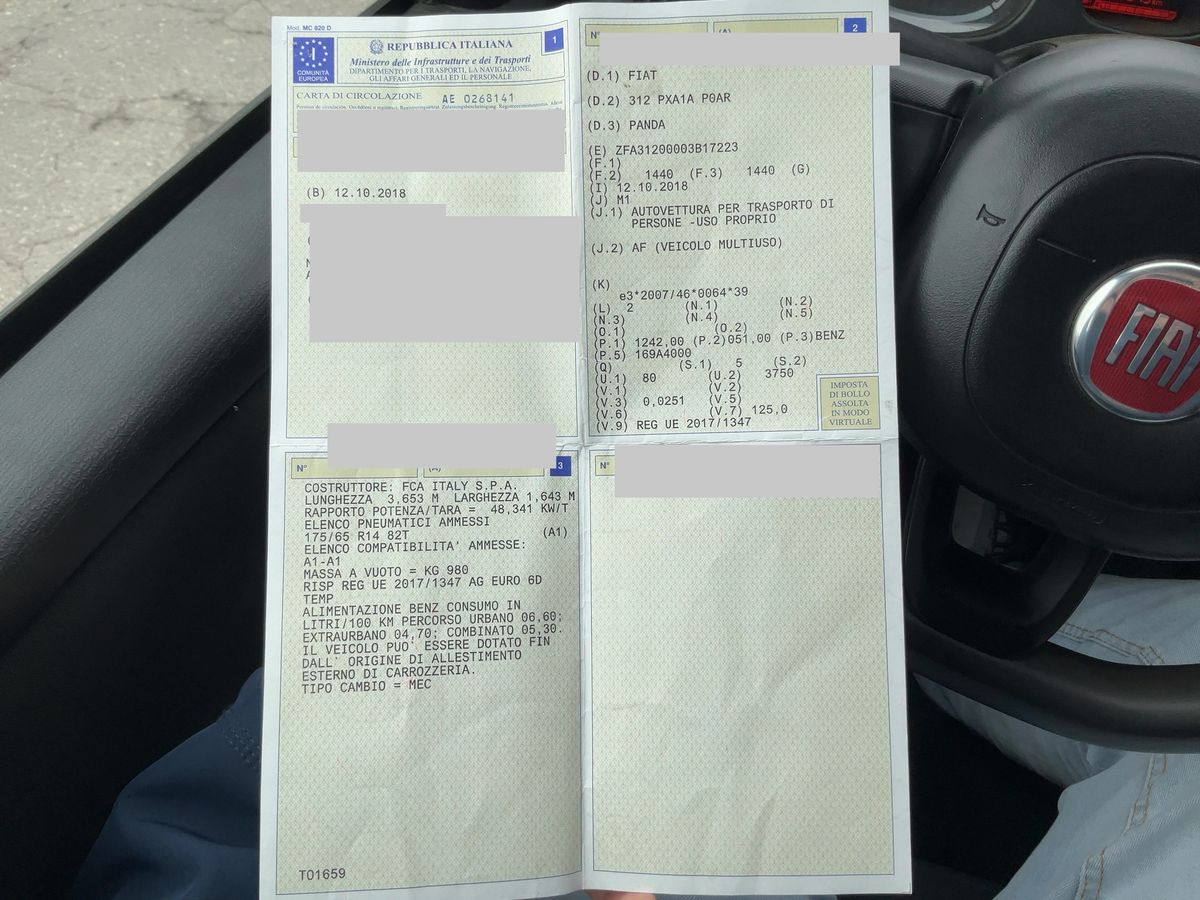 Mod. MC 820 D
COMUNITÀ
EUROPEA
I
REPUBBLICA ITALIANA
Ministero delle Infrastrutture e dei Trasporti
DIPARTIMENTO PER I TRASPORTI, LA NAVIGAZIONE,
GLI AFFARI GENERALI ED IL PERSONALE
1
CARTA DI CIRCOLAZIONE AE 0268141
(B) 12.10.2018
N° (A) 2
(D.1) FIAT
(D.2) 312 PXA1A P0AR
(D.3) PANDA
(E) ZFA31200003B17223
(F.1)
(F.2) 1440 (F.3) 1440 (G)
(I) 12.10.2018
(J) M1
(J.1) AUTOVETTURA PER TRASPORTO DI
PERSONE -USO PROPRIO
(J.2) AF (VEICOLO MULTIUSO)
(K)
e3*2007/46*0064*39
(L) 2 (N.1) (N.2)
(N.3) (N.4) (N.5)
(O.1) (O.2)
(P.1) 1242,00 (P.2)051,00 (P.3)BENZ
(P.5) 169A4000
(Q) (S.1) 5 (S.2)
(U.1) 80 (U.2) 3750
(V.1) (V.2)
(V.3) 0,0251 (V.5)
(V.6) (V.7) 125,0
(V.9) REG UE 2017/1347
IMPOSTA
DI BOLLO
ASSOLTA
IN MODO
VIRTUALE
N° (A) 3
COSTRUTTORE: FCA ITALY S.P.A.
LUNGHEZZA 3,653 M LARGHEZZA 1,643 M
RAPPORTO POTENZA/TARA = 48,341 KW/T
ELENCO PNEUMATICI AMMESSI
175/65 R14 82T (A1)
ELENCO COMPATIBILITA' AMMESSE:
A1-A1
MASSA A VUOTO = KG 980
RISP REG UE 2017/1347 AG EURO 6D
TEMP
ALIMENTAZIONE BENZ CONSUMO IN
LITRI/100 KM PERCORSO URBANO 06,60;
EXTRAURBANO 04,70; COMBINATO 05,30.
IL VEICOLO PUO' ESSERE DOTATO FIN
DALL' ORIGINE DI ALLESTIMENTO
ESTERNO DI CARROZZERIA.
TIPO CAMBIO = MEC
T01659
N°
FIAT